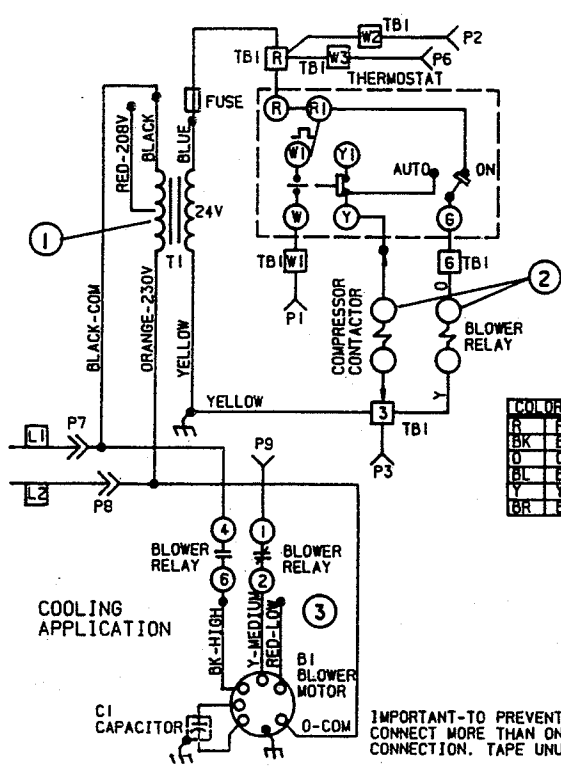 W2
TB1
P2
TB1
R
TB1
W3
P6
THERMOSTAT
FUSE
R
R1
BLACK
RED-208V
BLUE
W1
Y1
AUTO
ON
W
Y
G
24V
1
T1
TB1
W1
G
TB1
2
P1
COMPRESSOR
CONTACTOR
O
BLOWER
RELAY
BLACK-COM
ORANGE-230V
YELLOW
YELLOW
Y
3
TB1
P3
COLOR
R
BK
O
BL
Y
BR
L1
P7
P9
L2
P8
4
1
BLOWER
RELAY
BLOWER
RELAY
6
2
3
COOLING
APPLICATION
BK-HIGH
Y-MEDIUM
RED-LOW
B1
BLOWER
MOTOR
C1
CAPACITOR
O-COM
IMPORTANT-TO PREVENT
CONNECT MORE THAN
CONNECTION. TAPE